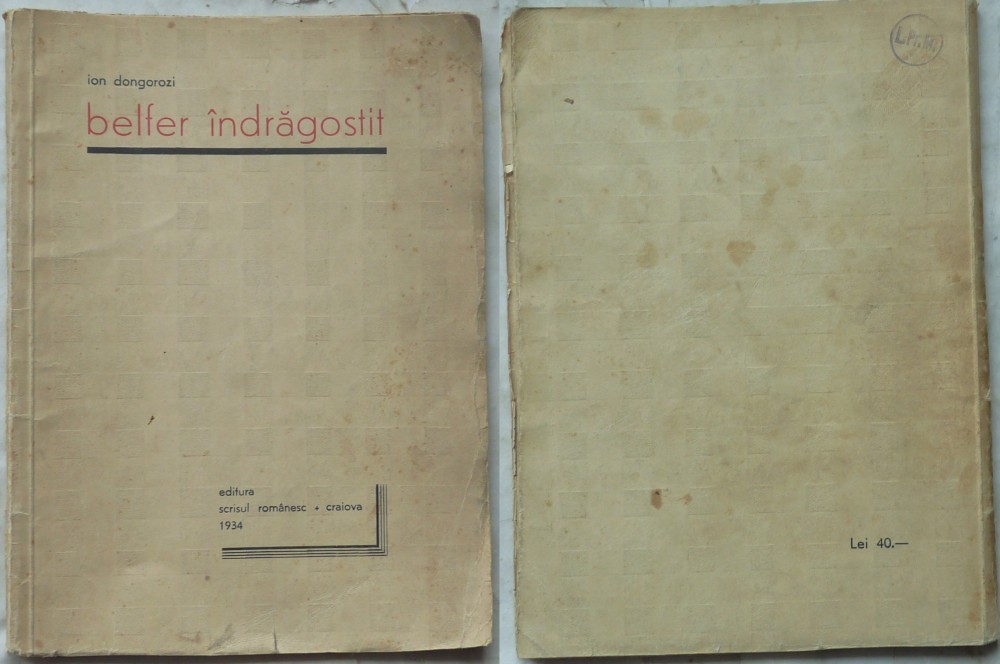 ion dongorozi
belfer îndrăgostit
editura
scrisul românesc • craiova
1934
Lei 40.—